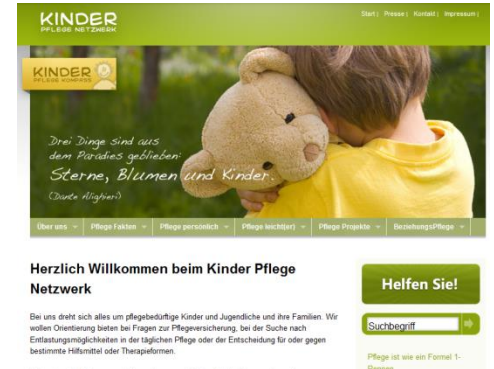 KINDER
PFLEGE NETZWERK
Start | Presse | Kontakt | Impressum |
KINDER
PFLEGE KOMPASS
Drei Dinge sind aus
dem Paradies geblieben:
Sterne, Blumen und Kinder.
(Dante Alighieri)
Über uns Pflege Fakten Pflege persönlich Pflege leicht(er) Pflege Projekte BeziehungsPflege
Herzlich Willkommen beim Kinder Pflege
Netzwerk
Bei uns dreht sich alles um pflegebedürftige Kinder und Jugendliche und ihre Familien. Wir
wollen Orientierung bieten bei Fragen zur Pflegeversicherung, bei der Suche nach
Entlastungsmöglichkeiten in der täglichen Pflege oder der Entscheidung für oder gegen
bestimmte Hilfsmittel oder Therapieformen.
Helfen Sie!
Suchbegriff
Pflege ist wie ein Formel 1-